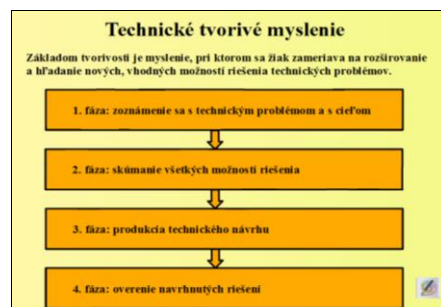 Technické tvorivé myslenie
Základom tvorivosti je myslenie, pri ktorom sa žiak zameriava na rozširovanie
a hľadanie nových, vhodných možností riešenia technických problémov.
1. fáza: zoznámenie sa s technickým problémom a s cieľom
2. fáza: skúmanie všetkých možností riešenia
3. fáza: produkcia technického návrhu
4. fáza: overenie navrhnutých riešení